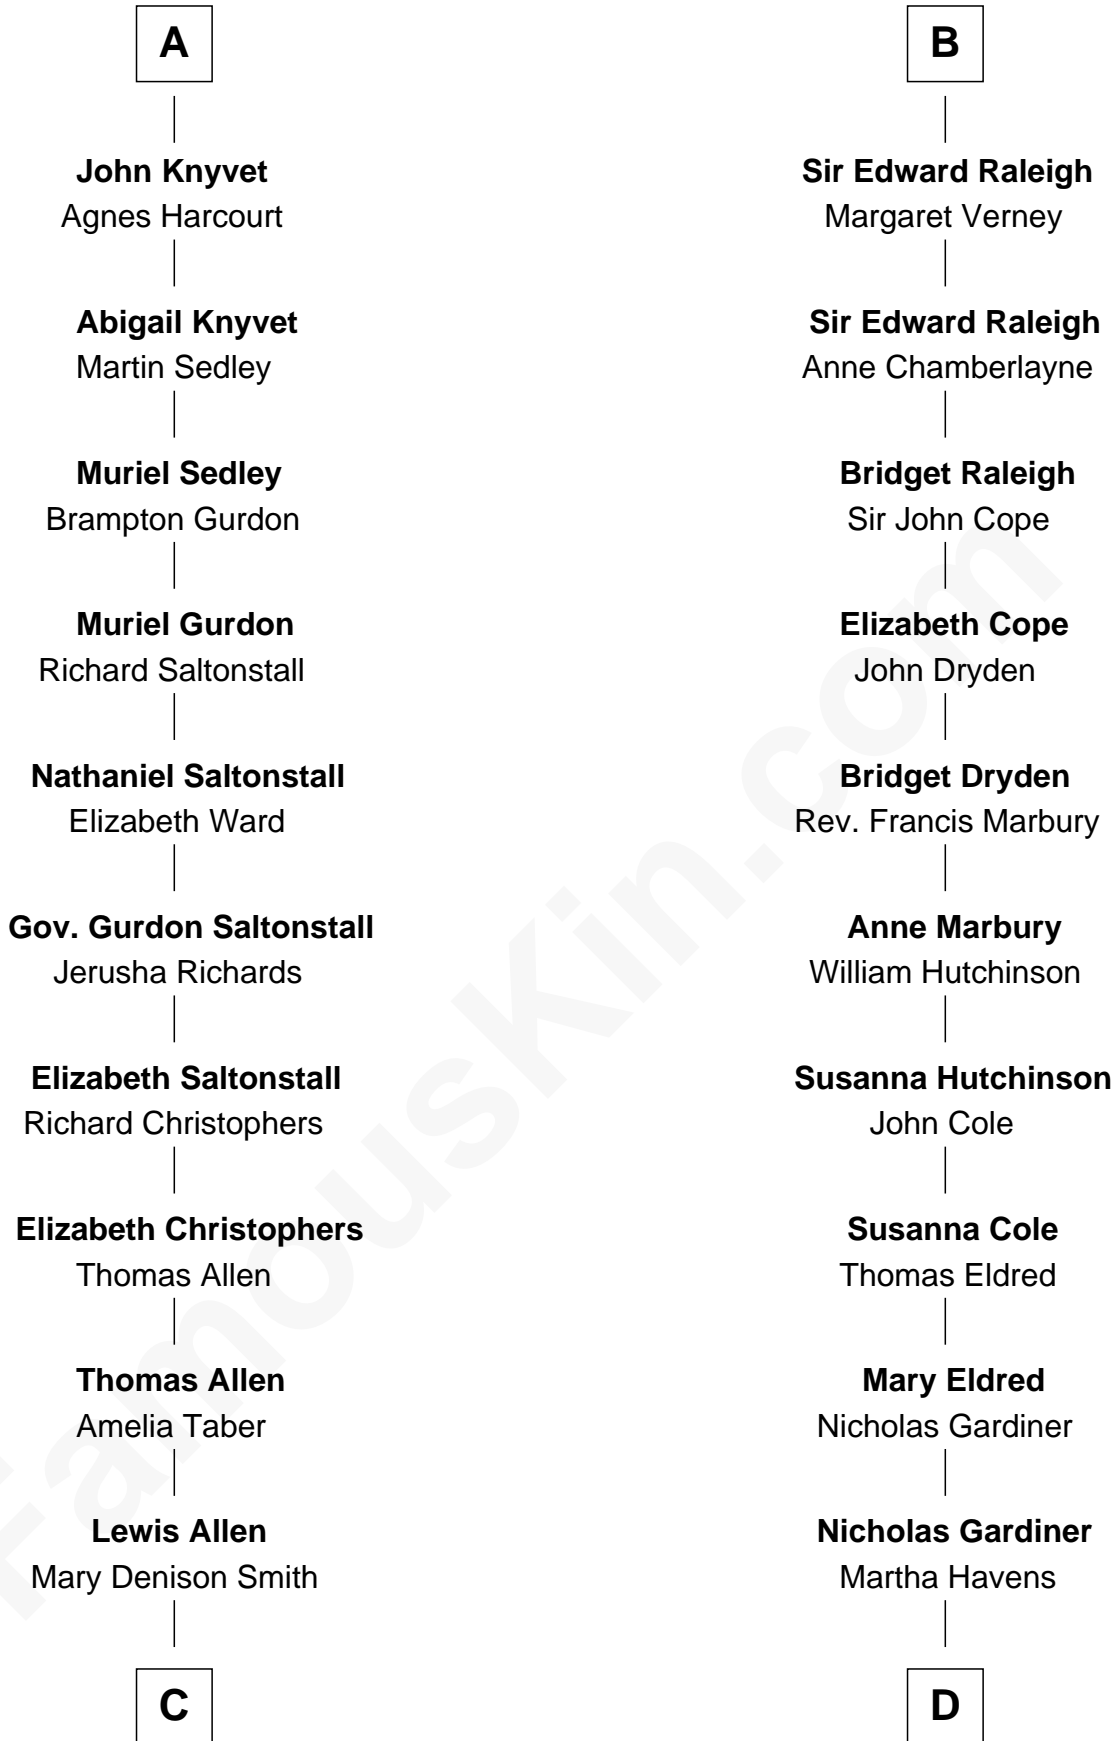 A
John Knyvet
Agnes Harcourt
Abigail Knyvet
Martin Sedley
Muriel Sedley
Brampton Gurdon
Muriel Gurdon
Richard Saltonstall
Nathaniel Saltonstall
Elizabeth Ward
Gov. Gurdon Saltonstall
Jerusha Richards
Elizabeth Saltonstall
Richard Christophers
Elizabeth Christophers
Thomas Allen
Thomas Allen
Amelia Taber
Lewis Allen
Mary Denison Smith
C
B
Sir Edward Raleigh
Margaret Verney
Sir Edward Raleigh
Anne Chamberlayne
Bridget Raleigh
Sir John Cope
Elizabeth Cope
John Dryden
Bridget Dryden
Rev. Francis Marbury
Anne Marbury
William Hutchinson
Susanna Hutchinson
John Cole
Susanna Cole
Thomas Eldred
Mary Eldred
Nicholas Gardiner
Nicholas Gardiner
Martha Havens
D
FamousKin.com